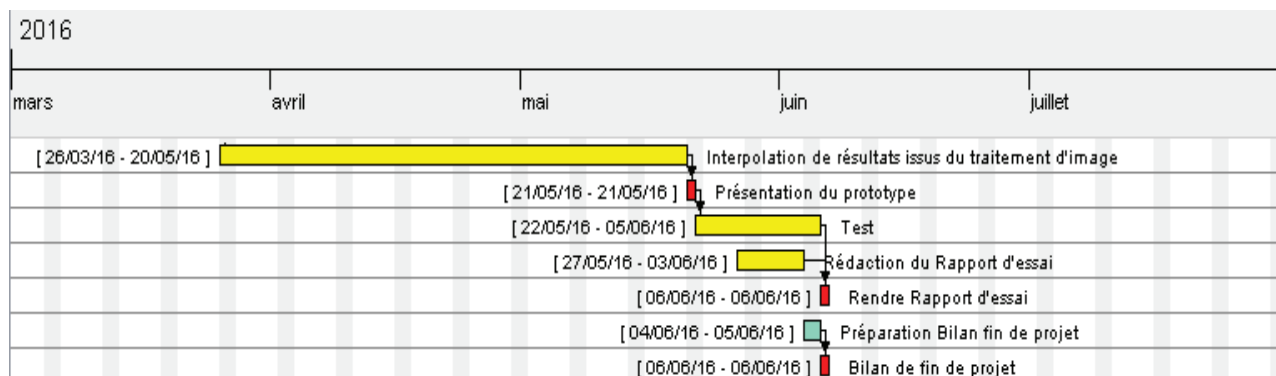 2016
mars avril mai juin juillet
[ 26/03/16 - 20/05/16 ] Interpolation de résultats issus du traitement d'image
[ 21/05/16 - 21/05/16 ] Présentation du prototype
[ 22/05/16 - 05/06/16 ] Test
[ 27/05/16 - 03/06/16 ] Rédaction du Rapport d'essai
[ 06/06/16 - 06/06/16 ] Rendre Rapport d'essai
[ 04/06/16 - 05/06/16 ] Préparation Bilan fin de projet
[ 06/06/16 - 06/06/16 ] Bilan de fin de projet